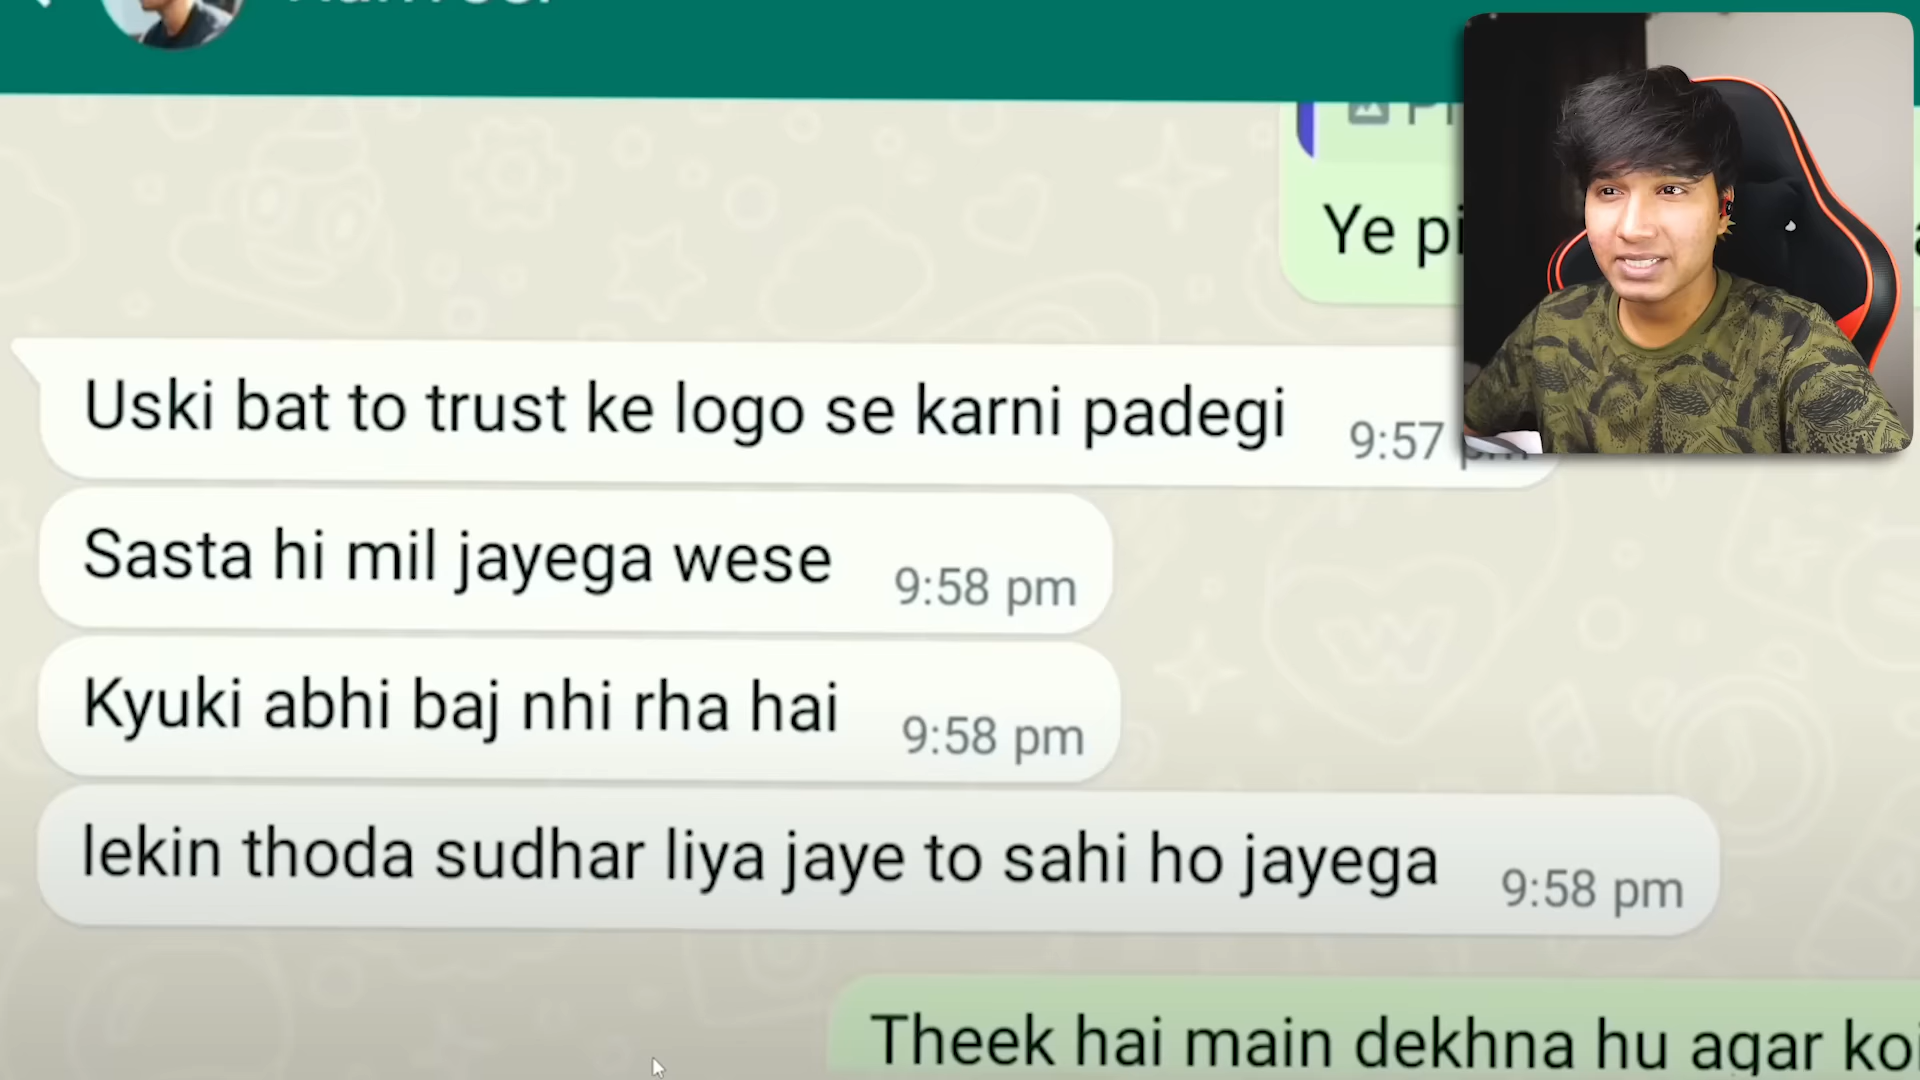 Ye
Uski bat to trust ke logo se karni padegi
9:57
Sasta hi mil jayega wese
9:58 pm
Kyuki abhi baj nhi rha hai
9:58 pm
lekin thoda sudhar liya jaye to sahi ho jayega
9:58 pm
Theek hai main dekhna hu agar